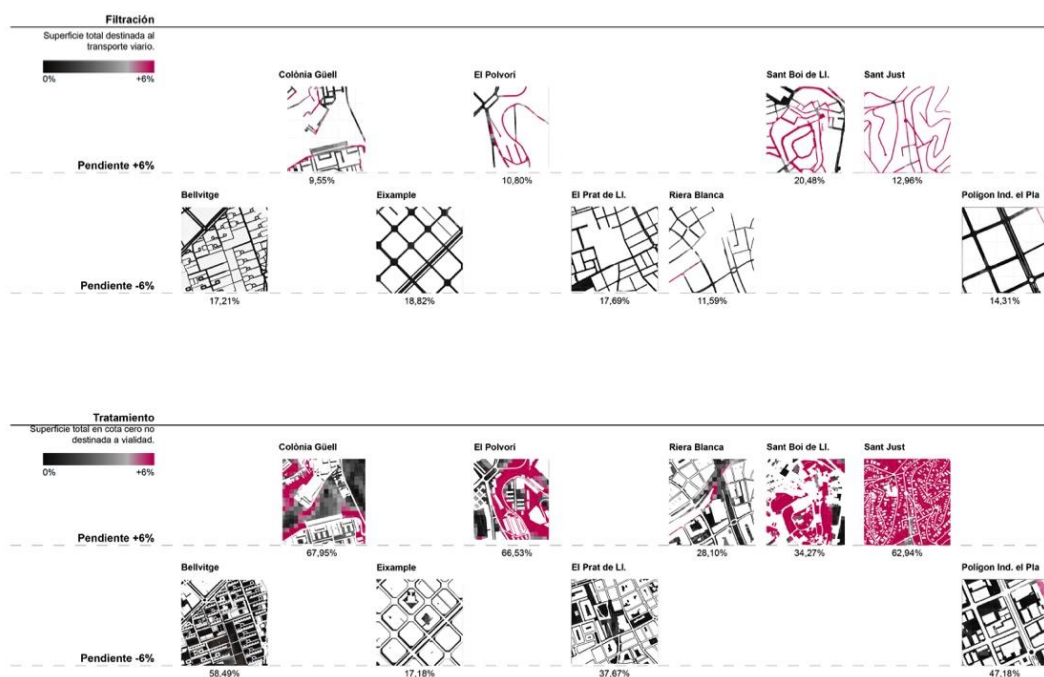 Filtración
Superficie total destinada al
transporte viario.
0% +6%
Colònia Güell El Polvorí Sant Boi de Ll. Sant Just
Pendiente +6%
9,55% 10,80% 20,48% 12,96%
Bellvitge Eixample El Prat de Ll. Riera Blanca Polígon Ind. el Pla
Pendiente -6%
17,21% 18,82% 17,69% 11,59% 14,31%
Tratamiento
Superficie total en cota cero no
destinada a vialidad.
0% +6%
Colònia Güell El Polvorí Riera Blanca Sant Boi de Ll. Sant Just
Pendiente +6%
67,95% 66,53% 28,10% 34,27% 62,94%
Bellvitge Eixample El Prat de Ll. Polígon Ind. el Pla
Pendiente -6%
58,49% 17,18% 37,67% 47,18%